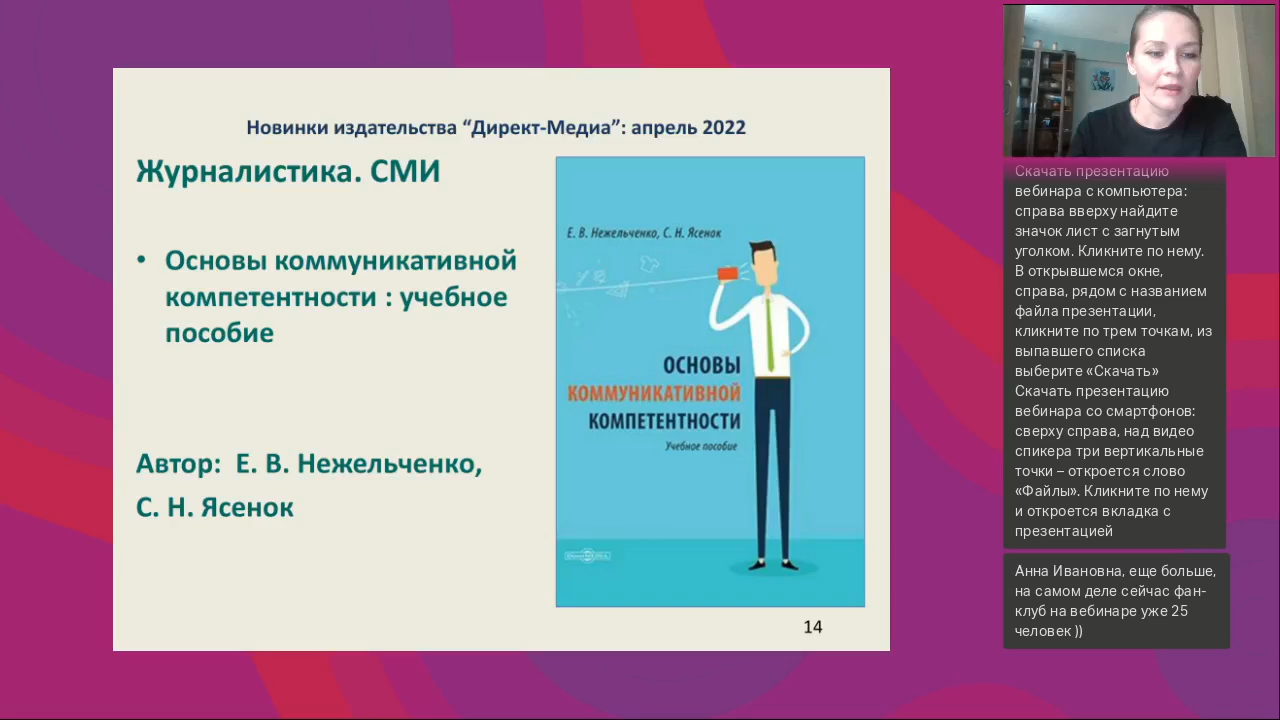 Новинки издательства “Директ-Медиа”: апрель 2022
Журналистика. СМИ
• Основы коммуникативной
компетентности : учебное
пособие
Автор: Е. В. Нежельченко,
С. Н. Ясенок
Е. В. Нежельченко, С. Н. Ясенок
ОСНОВЫ
КОММУНИКАТИВНОЙ
КОМПЕТЕНТНОСТИ
Учебное пособие
14
Скачать презентацию
вебинара с компьютера:
справа вверху найдите
значок лист с загнутым
уголком. Кликните по нему.
В открывшемся окне,
справа, рядом с названием
файла презентации,
кликните по трем точкам, из
выпавшего списка
выберите «Скачать»
Скачать презентацию
вебинара со смартфонов:
сверху справа, над видео
спикера три вертикальные
точки – откроется слово
«Файлы». Кликните по нему
и откроется вкладка с
презентацией
Анна Ивановна, еще больше,
на самом деле сейчас фан-
клуб на вебинаре уже 25
человек ))